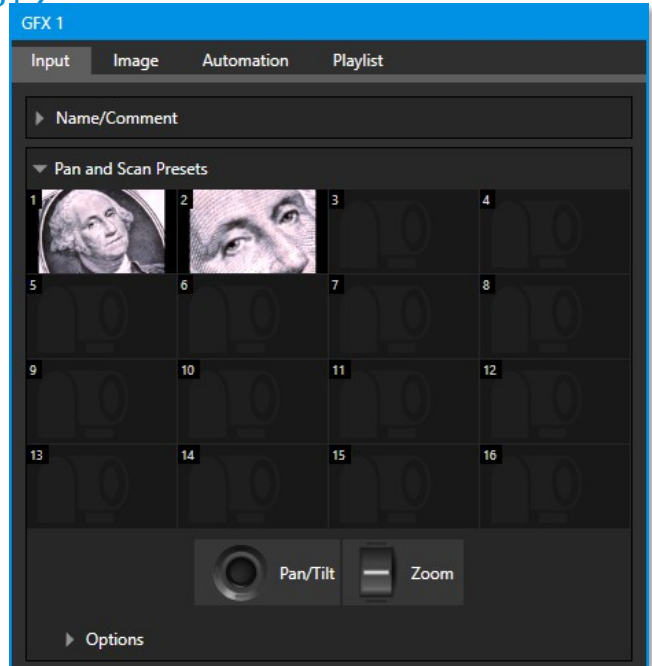 GFX 1
Input Image Automation Playlist
Name/Comment
Pan and Scan Presets
1 2 3 4
5 6 7 8
9 10 11 12
13 14 15 16
Pan/Tilt Zoom
Options